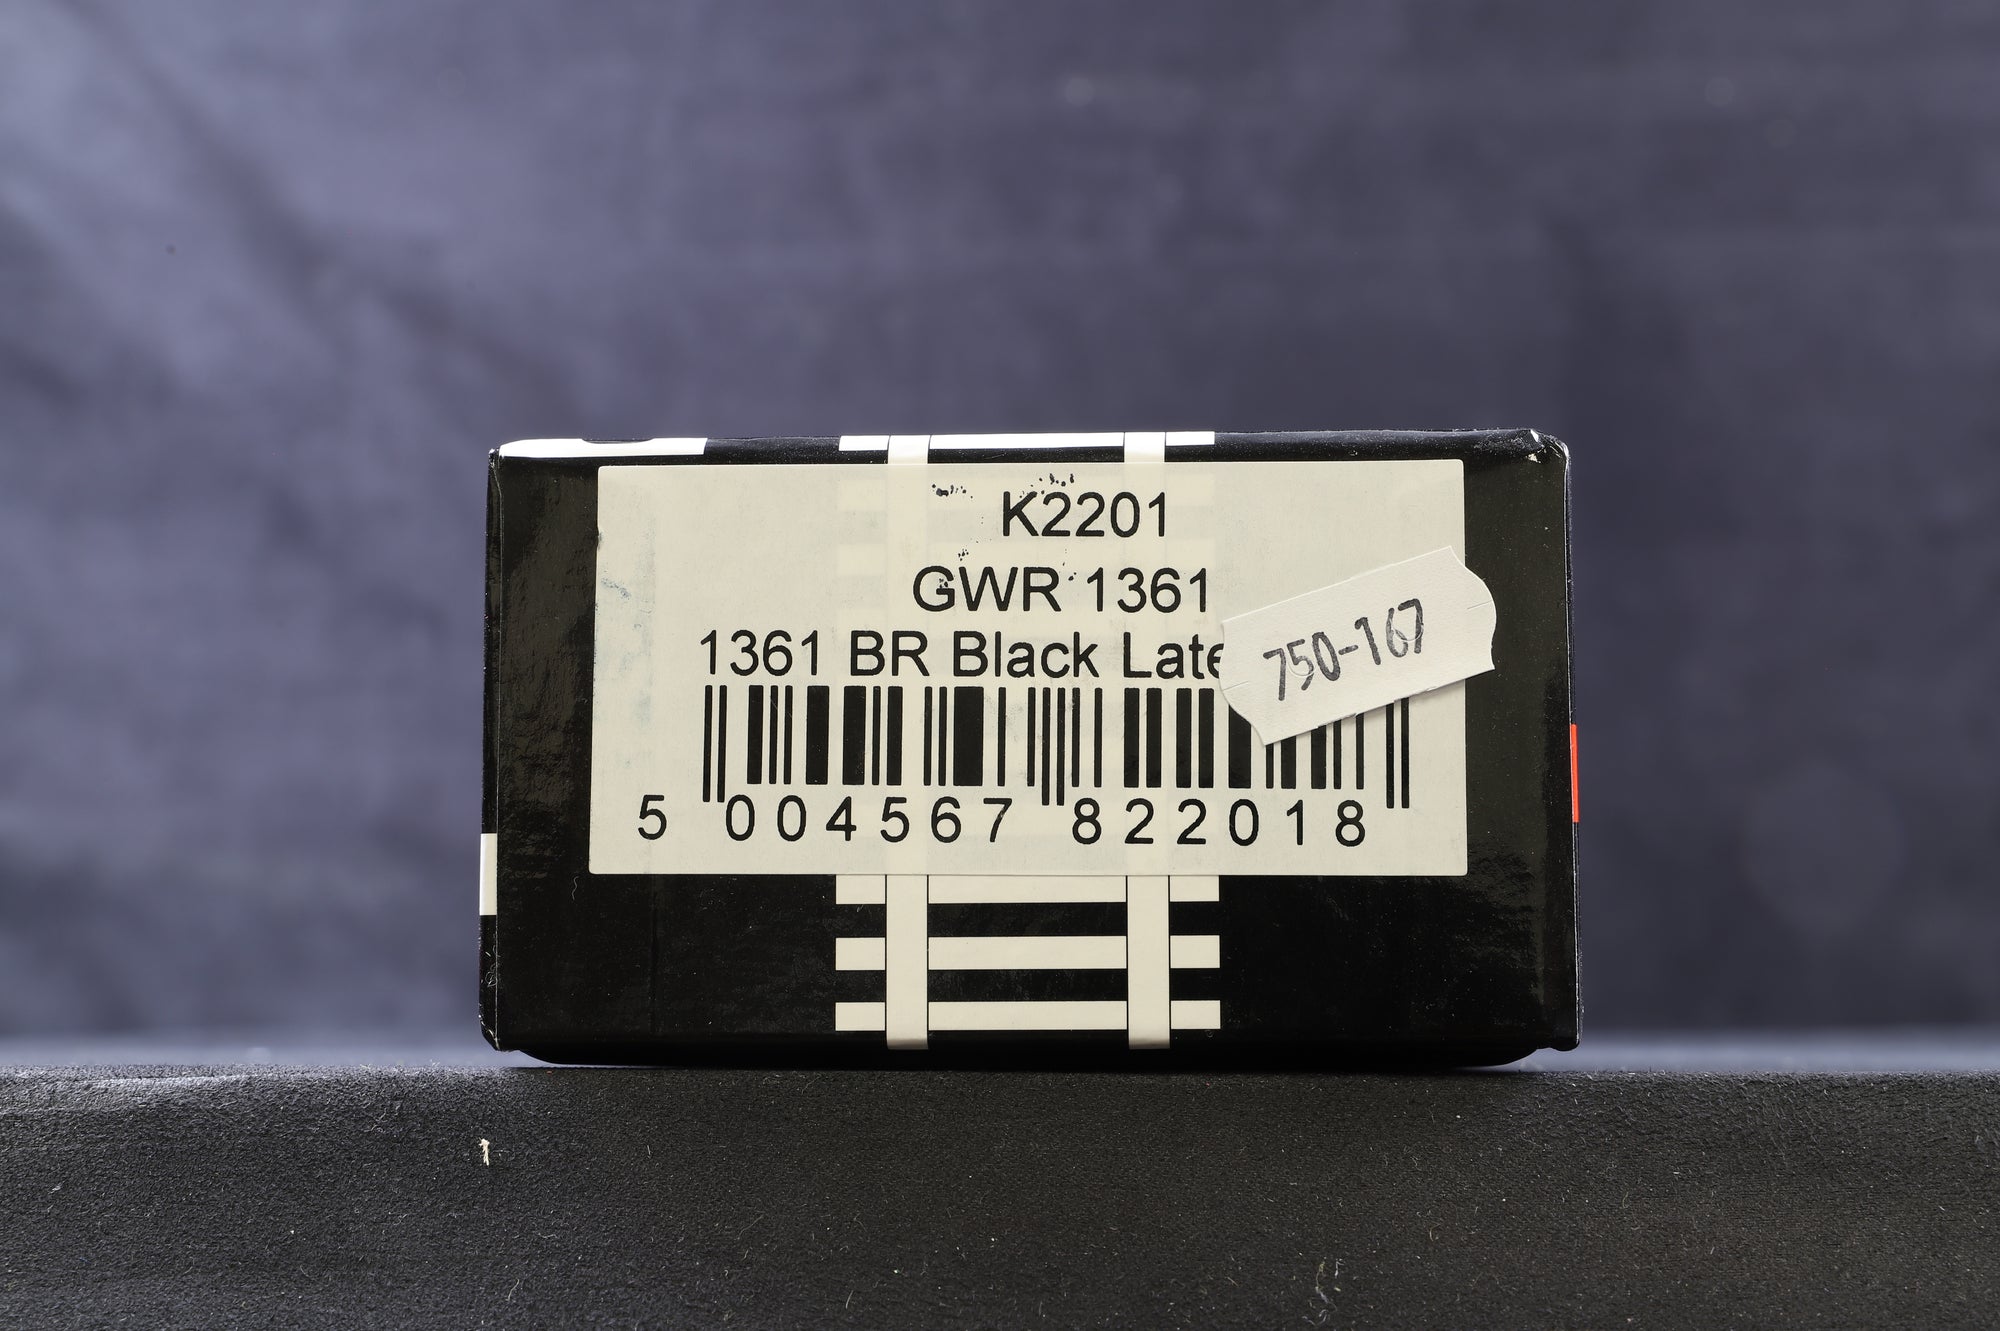 K2201
GWR 1361
1361 BR Black Late
750-167
5 004567 822018